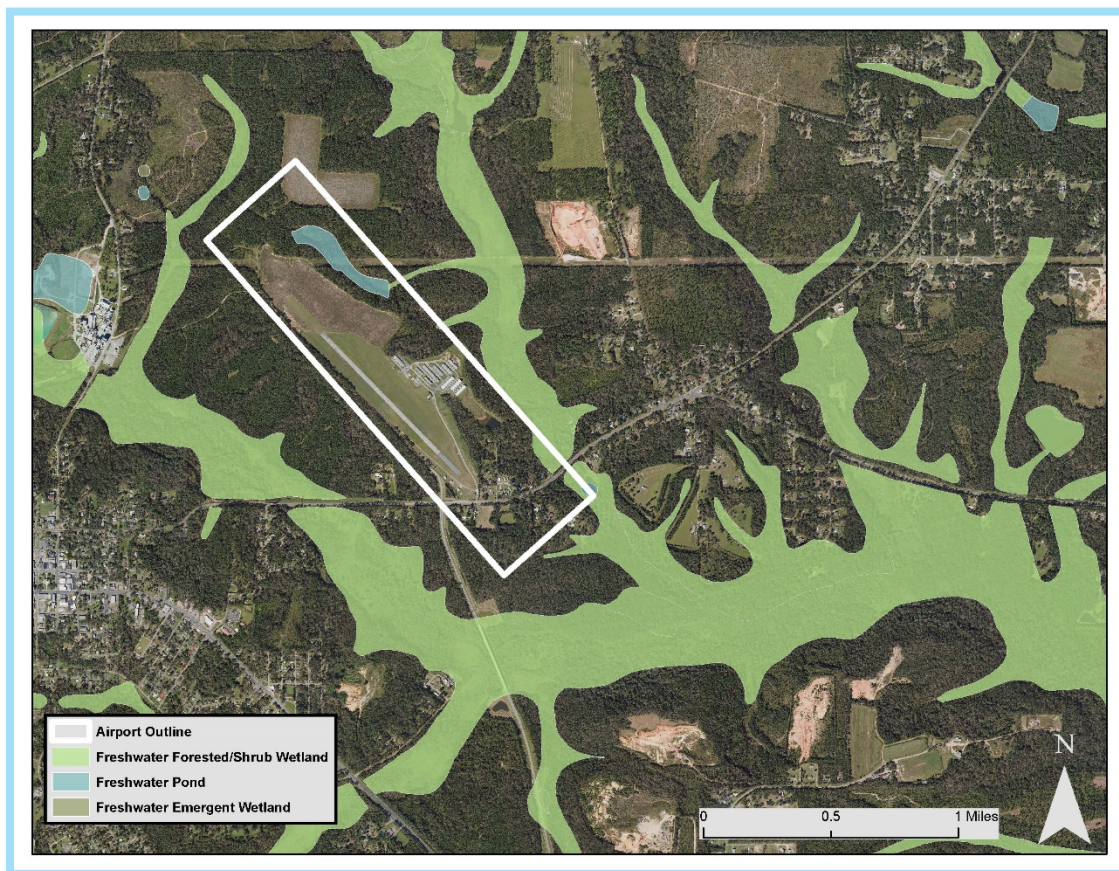 Airport Outline
Freshwater Forested/Shrub Wetland
Freshwater Pond
Freshwater Emergent Wetland
N
0 0.5 1 Miles